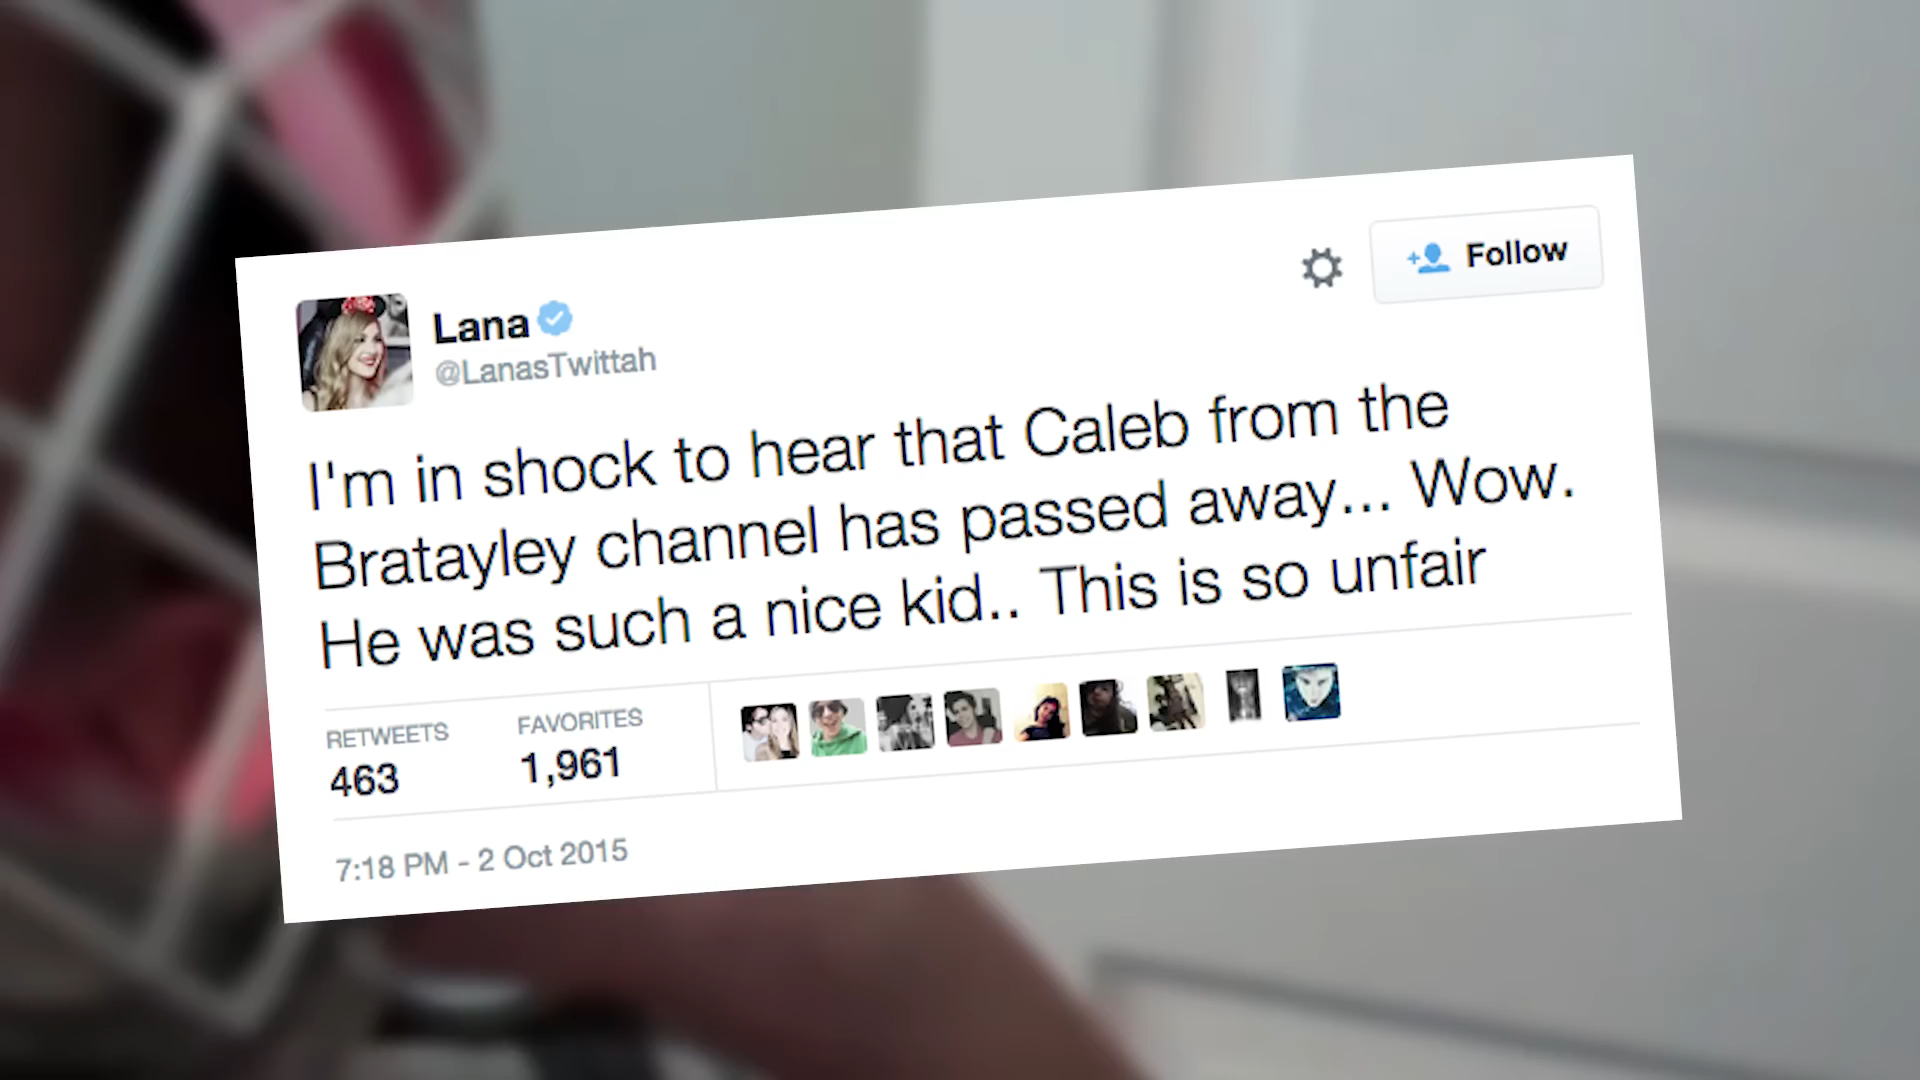 Lana
@LanasTwittah
Follow
I'm in shock to hear that Caleb from the
Bratayley channel has passed away... Wow.
He was such a nice kid.. This is so unfair
RETWEETS
463
FAVORITES
1,961
7:18 PM - 2 Oct 2015